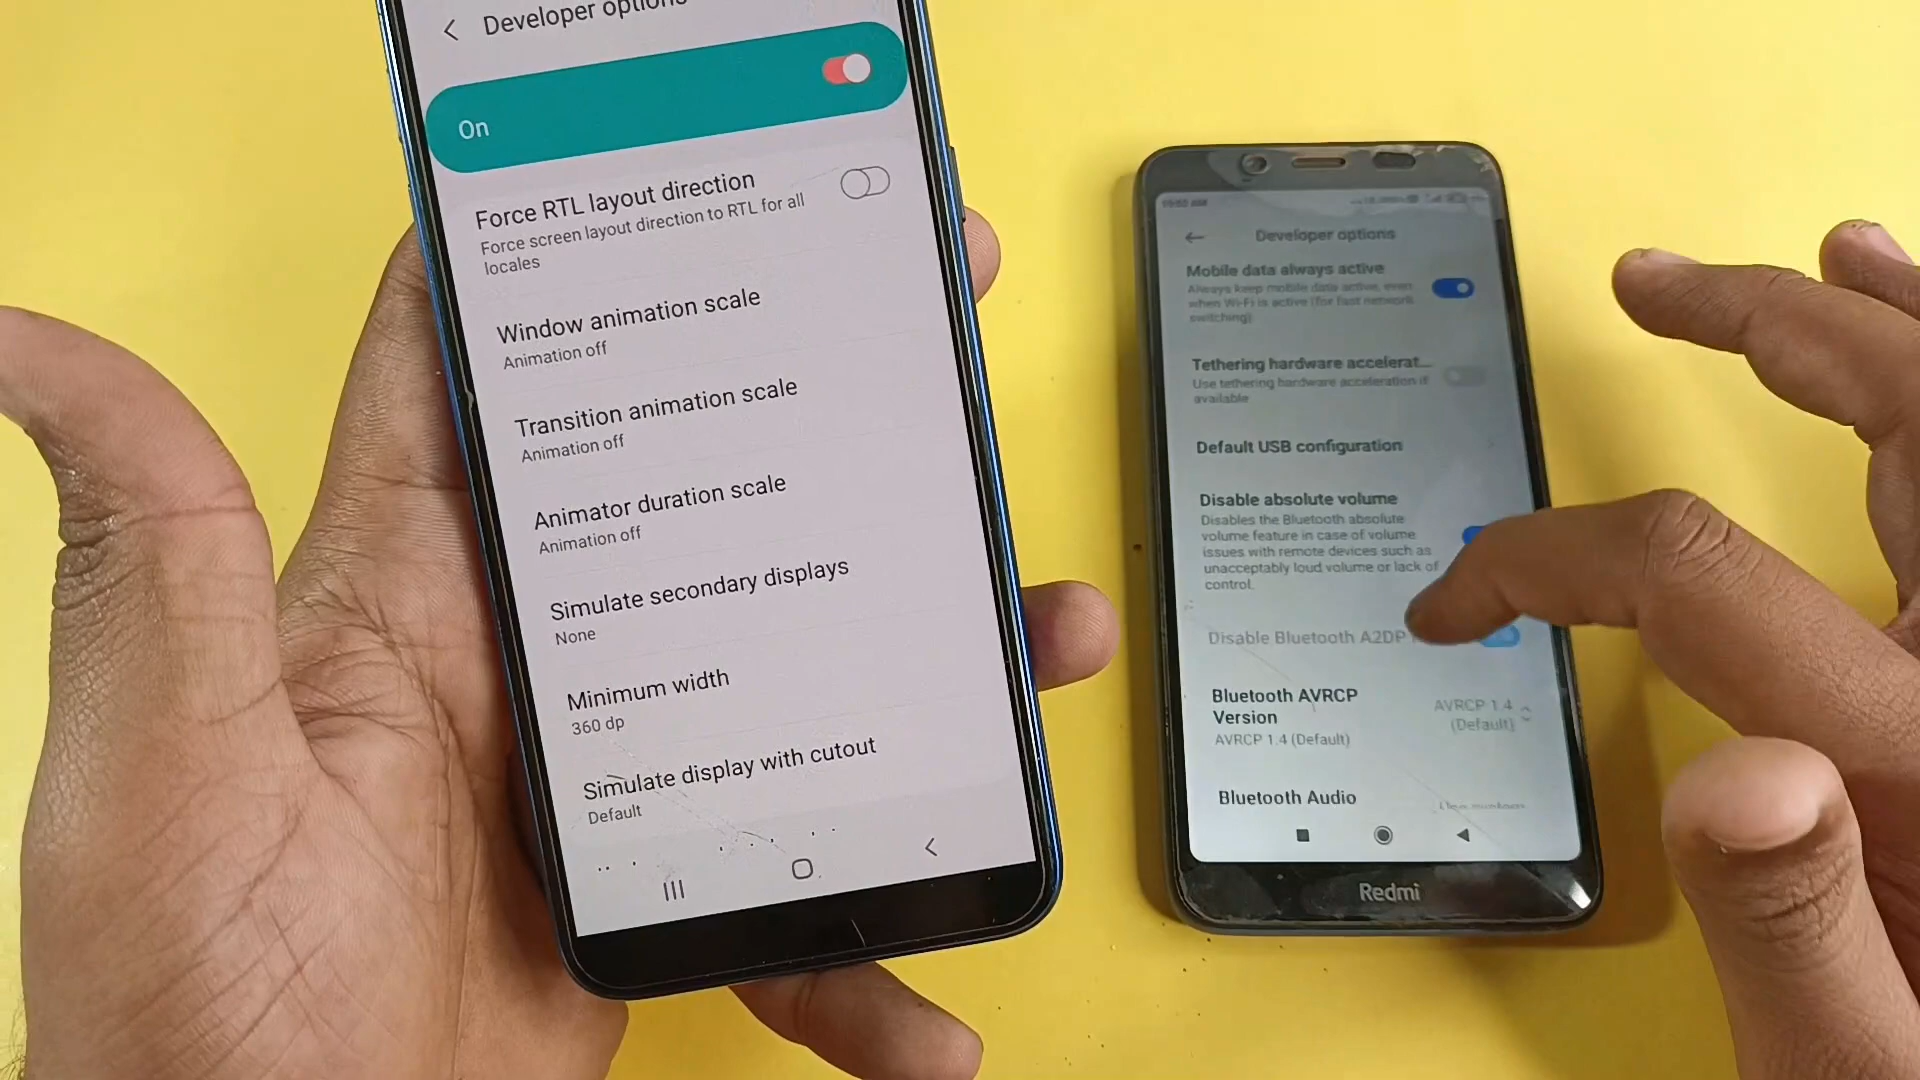 Developer options
On
Force RTL layout direction
Force screen layout direction to RTL for all
locales
Window animation scale
Animation off
Transition animation scale
Animation off
Animator duration scale
Animation off
Simulate secondary displays
None
Minimum width
360 dp
Simulate display with cutout
Default
Developer options
Mobile data always active
Always keep mobile data active, even
when Wi-Fi is active (for fast network
switching)
Tethering hardware accelerat...
Use tethering hardware acceleration if
available
Default USB configuration
Disable absolute volume
Disables the Bluetooth absolute
volume feature in case of volume
issues with remote devices such as
unacceptably loud volume or lack of
control.
Disable Bluetooth A2DP
Bluetooth AVRCP
Version
AVRCP 1.4 (Default)
AVRCP 1.4
(Default)
Bluetooth Audio
Redmi